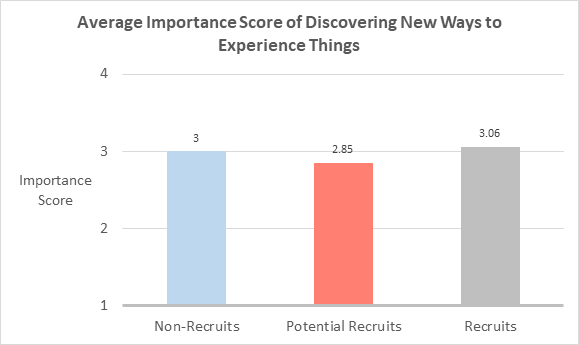 Average Importance Score of Discovering New Ways to
Experience Things
4
3
2
1
Importance
Score
3
2.85
3.06
Non-Recruits
Potential Recruits
Recruits